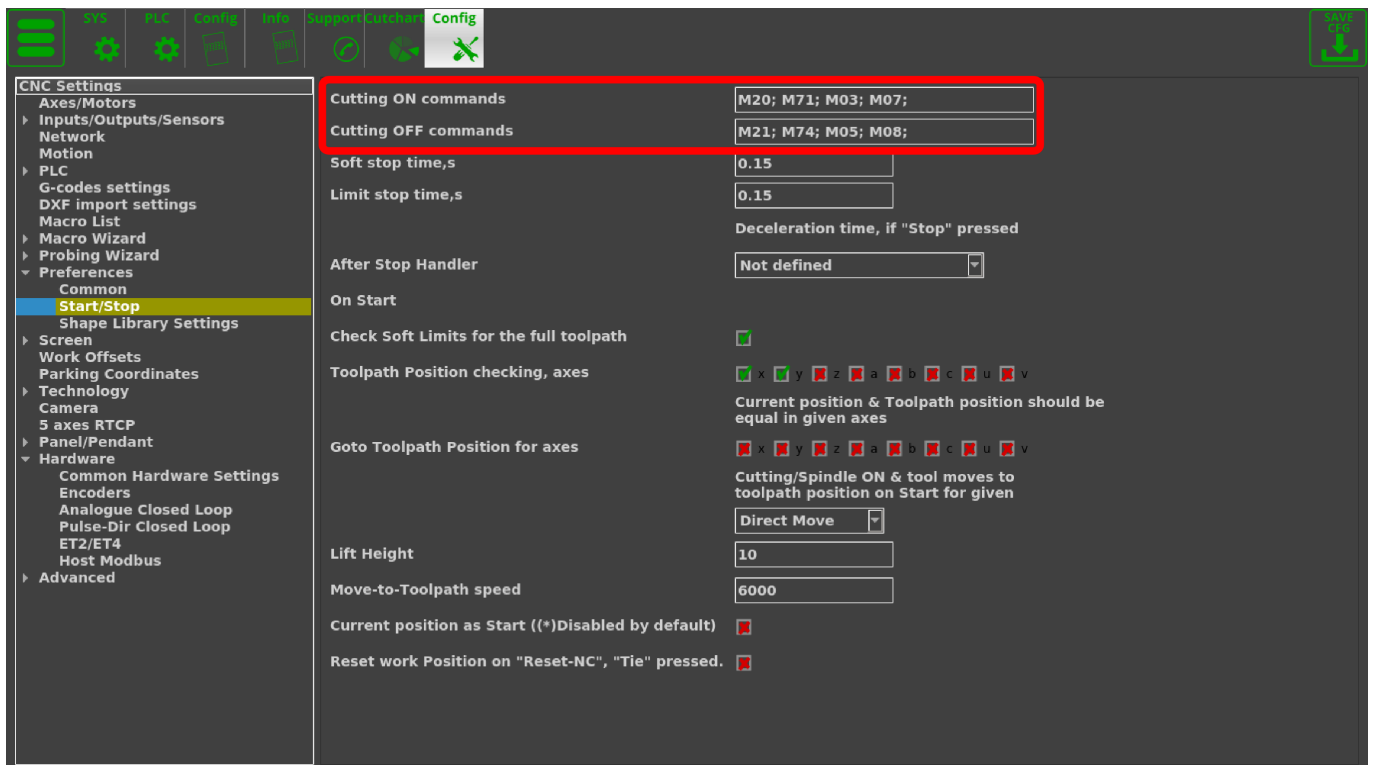 SYS PLC Config Info Support Cutchart Config SAVE
CFG
CNC Settings
Axes/Motors
Inputs/Outputs/Sensors
Network
Motion
PLC
G-codes settings
DXF import settings
Macro List
Macro Wizard
Probing Wizard
Preferences
Common
Start/Stop
Shape Library Settings
Screen
Work Offsets
Parking Coordinates
Technology
Camera
5 axes RTCP
Panel/Pendant
Hardware
Common Hardware Settings
Encoders
Analogue Closed Loop
Pulse-Dir Closed Loop
ET2/ET4
Host Modbus
Advanced
Cutting ON commands M20; M71; M03; M07;
Cutting OFF commands M21; M74; M05; M08;
Soft stop time,s 0.15
Limit stop time,s 0.15
Deceleration time, if "Stop" pressed
After Stop Handler Not defined
On Start
Check Soft Limits for the full toolpath
Toolpath Position checking, axes x y z a b c u v
Current position & Toolpath position should be
equal in given axes
Goto Toolpath Position for axes x y z a b c u v
Cutting/Spindle ON & tool moves to
toolpath position on Start for given
Direct Move
Lift Height 10
Move-to-Toolpath speed 6000
Current position as Start ((*)Disabled by default)
Reset work Position on "Reset-NC", "Tie" pressed.